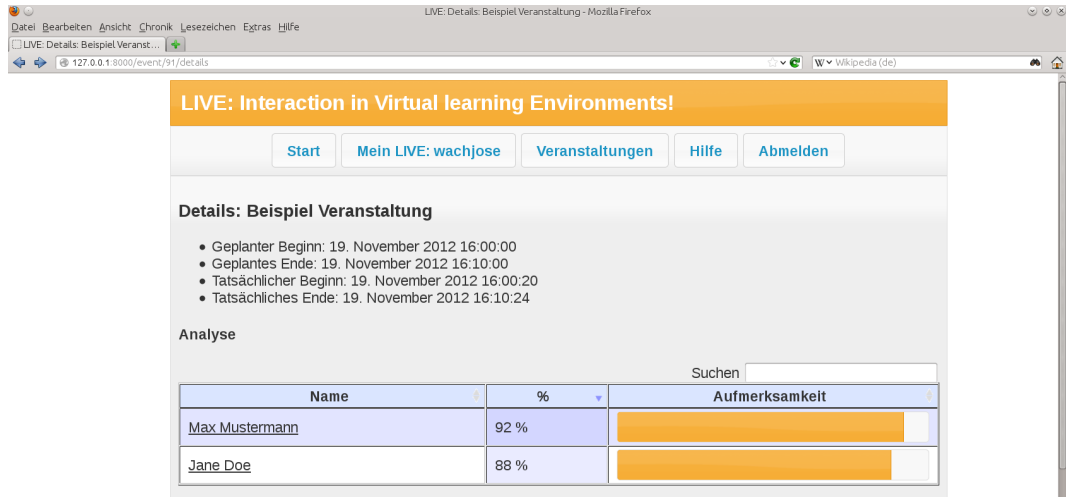 LIVE: Details: Beispiel Veranstaltung - Mozilla Firefox
Datei Bearbeiten Ansicht Chronik Lesezeichen Extras Hilfe
LIVE: Details: Beispiel Veranst...
127.0.0.1:8000/event/91/details
W Wikipedia (de)
LIVE: Interaction in Virtual learning Environments!
Start Mein LIVE: wachjose Veranstaltungen Hilfe Abmelden
Details: Beispiel Veranstaltung
• Geplanter Beginn: 19. November 2012 16:00:00
• Geplantes Ende: 19. November 2012 16:10:00
• Tatsächlicher Beginn: 19. November 2012 16:00:20
• Tatsächliches Ende: 19. November 2012 16:10:24
Analyse
Suchen
Name % Aufmerksamkeit
Max Mustermann 92 %
Jane Doe 88 %